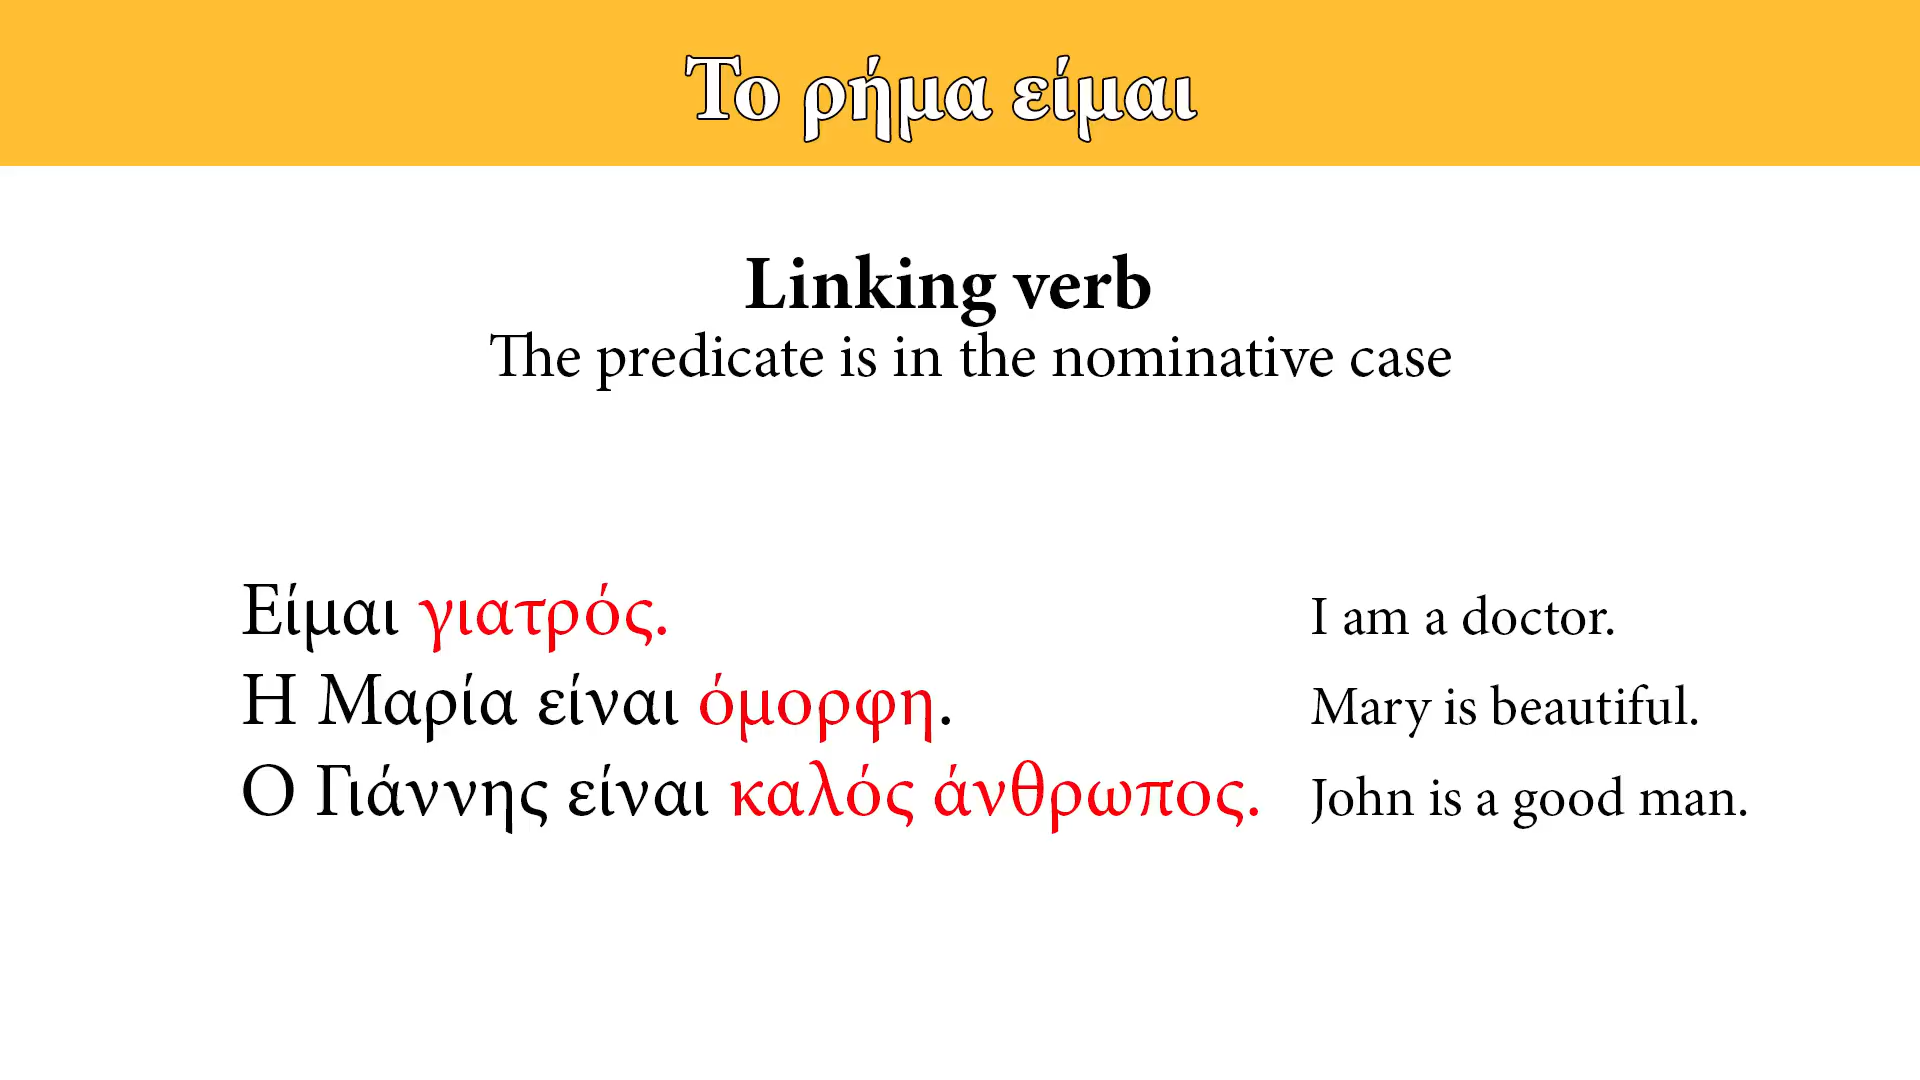 Το ρήμα είμαι
Linking verb
The predicate is in the nominative case
Είμαι γιατρός. I am a doctor.
Η Μαρία είναι όμορφη. Mary is beautiful.
Ο Γιάννης είναι καλός άνθρωπος. John is a good man.